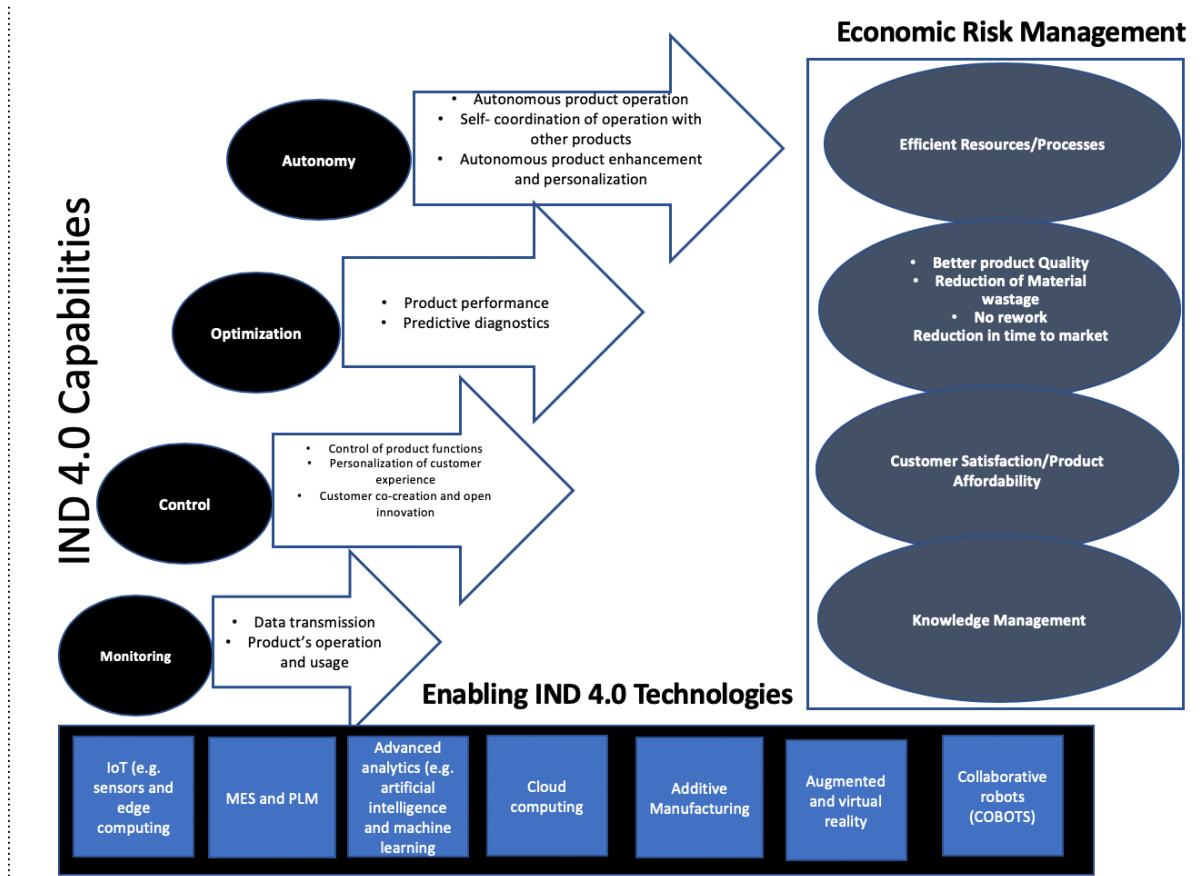 Economic Risk Management
IND 4.0 Capabilities
Autonomy
• Autonomous product operation
• Self- coordination of operation with
other products
• Autonomous product enhancement
and personalization
Optimization
• Product performance
• Predictive diagnostics
Control
• Control of product functions
• Personalization of customer
experience
• Customer co-creation and open
innovation
Monitoring
• Data transmission
• Product's operation
and usage
Efficient Resources/Processes
• Better product Quality
• Reduction of Material
wastage
• No rework
Reduction in time to market
Customer Satisfaction/Product
Affordability
Knowledge Management
Enabling IND 4.0 Technologies
IoT (e.g.
sensors and
edge
computing
MES and PLM
Advanced
analytics (e.g.
artificial
intelligence
and machine
learning
Cloud
computing
Additive
Manufacturing
Augmented
and virtual
reality
Collaborative
robots
(COBOTS)